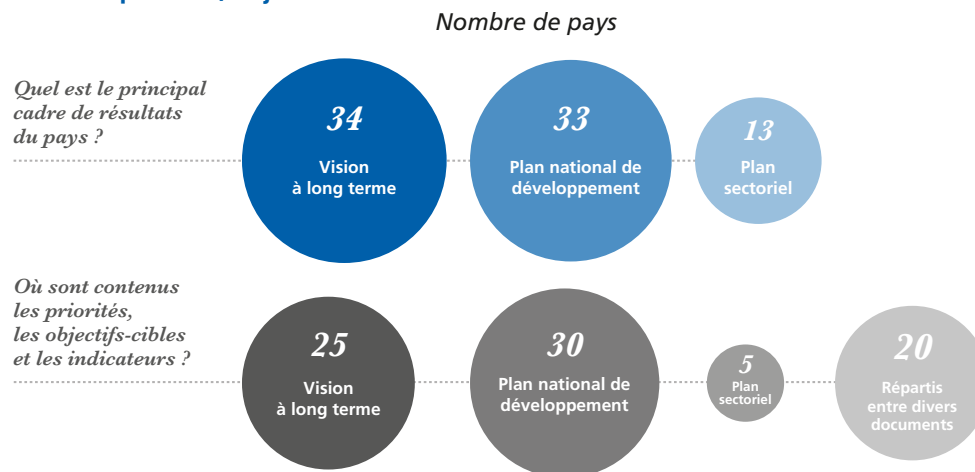 Nombre de pays
Quel est le principal
cadre de résultats
du pays ?
34
Vision
à long terme
33
Plan national de
développement
13
Plan
sectoriel
Où sont contenus
les priorités,
les objectifs-cibles
et les indicateurs ?
25
Vision
à long terme
30
Plan national de
développement
5
Plan
sectoriel
20
Répartis
entre divers
documents